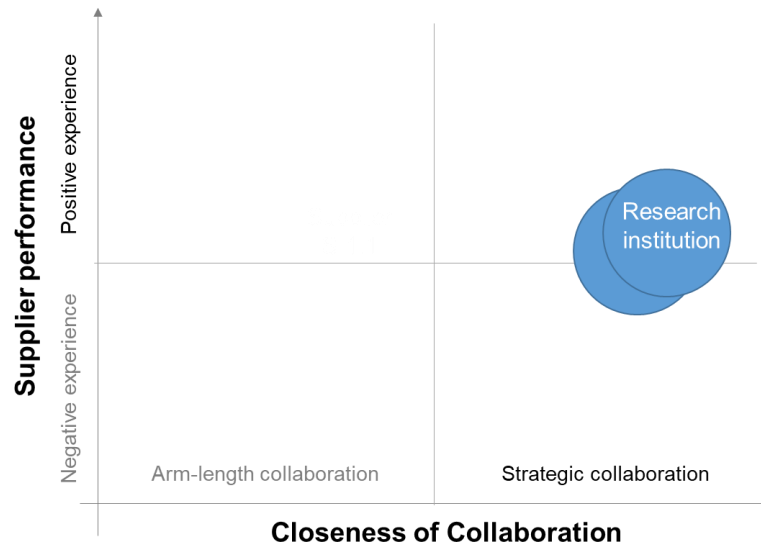 Supplier performance
Positive experience
Negative experience
Research
institution
Arm-length collaboration
Strategic collaboration
Closeness of Collaboration